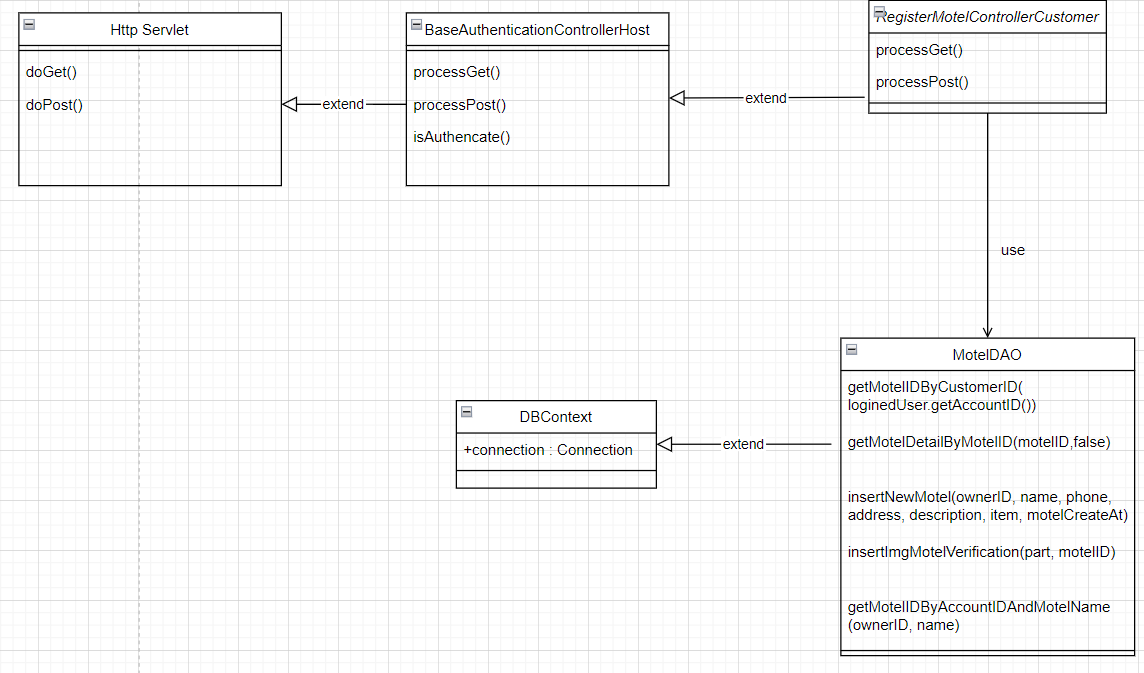 Http Servlet
doGet()
doPost()
extend
BaseAuthenticationControllerHost
processGet()
processPost()
isAuthencate()
extend
RegisterMotelControllerCustomer
processGet()
processPost()
use
DBContext
+connection : Connection
extend
MotelDAO
getMotelIDByCustomerID(
loginedUser.getAccountID())
getMotelDetailByMotelID(motelID,false)
insertNewMotel(ownerID, name, phone,
address, description, item, motelCreateAt)
insertImgMotelVerification(part, motelID)
getMotelIDByAccountIDAndMotelName
(ownerID, name)